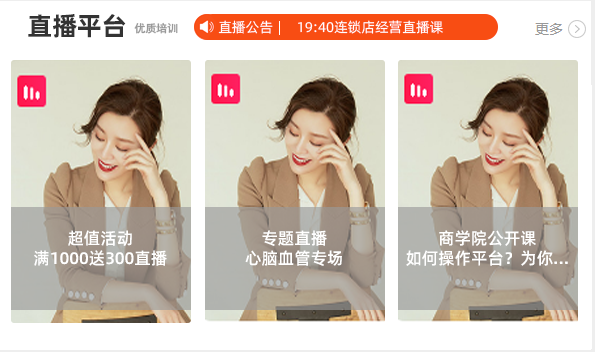 直播平台 优质培训 直播公告 | 19:40连锁店经营直播课 更多
超值活动
满1000送300直播
专题直播
心脑血管专场
商学院公开课
如何操作平台？为你...